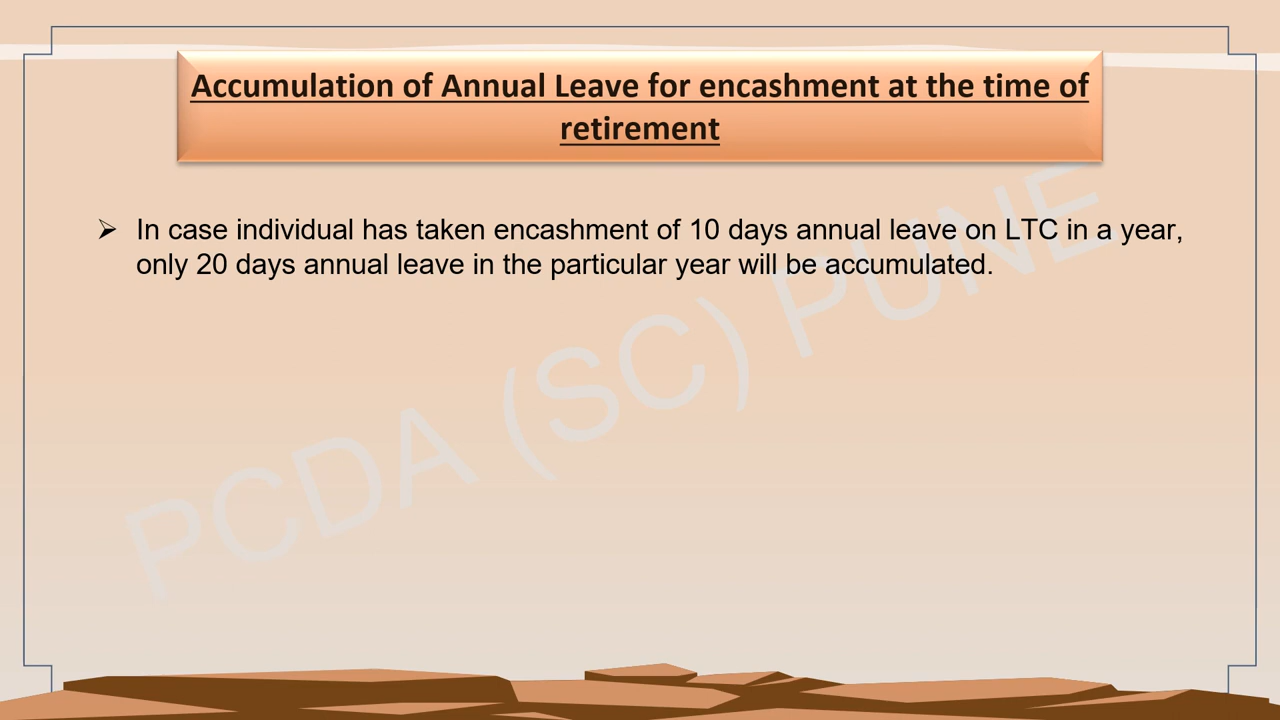 Accumulation of Annual Leave for encashment at the time of
retirement
In case individual has taken encashment of 10 days annual leave on LTC in a year,
only 20 days annual leave in the particular year will be accumulated.
PCDA (SC) PUNE